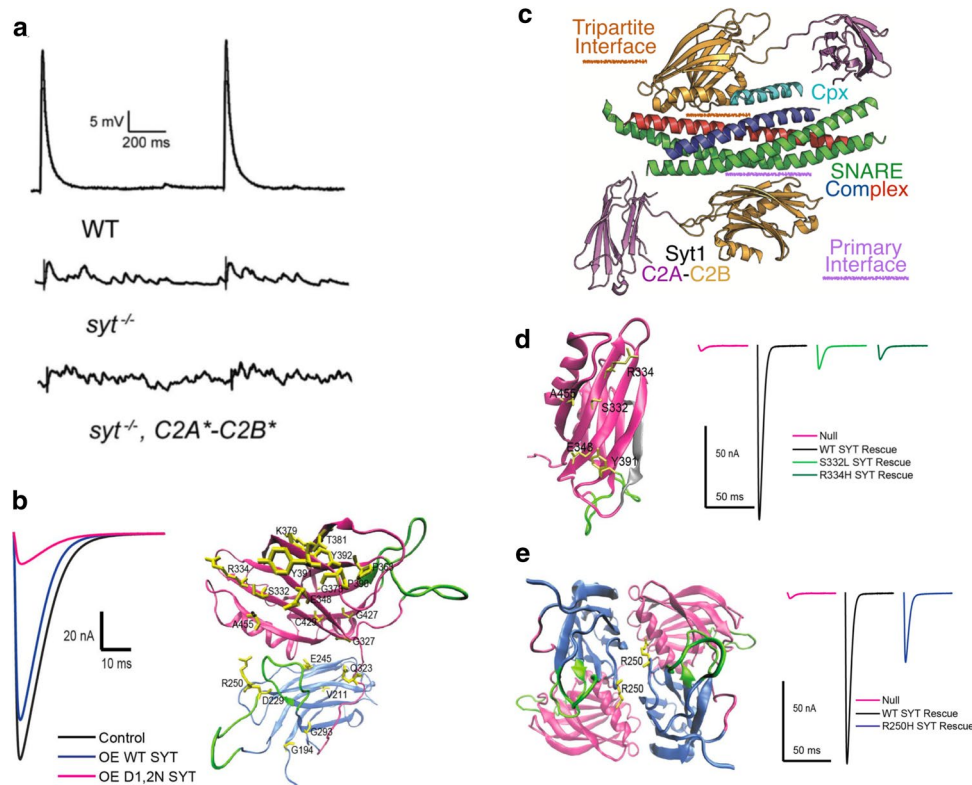 a
5 mV
200 ms
WT
syt-/-
syt-/-, C2A*-C2B*
b
20 nA
10 ms
Control
OE WT SYT
OE D1,2N SYT
K379
T381
Y392
Y391
R334
S332
E348
A455
C429
G427
G327
E245
Q323
R250
D229
V211
G293
G194
c
Tripartite
Interface
Cpx
SNARE
Complex
Syt1
C2A-C2B
Primary
Interface
d
R334
A455
S332
E348
Y391
50 nA
50 ms
Null
WT SYT Rescue
S332L SYT Rescue
R334H SYT Rescue
e
R250
R250
50 nA
50 ms
Null
WT SYT Rescue
R250H SYT Rescue